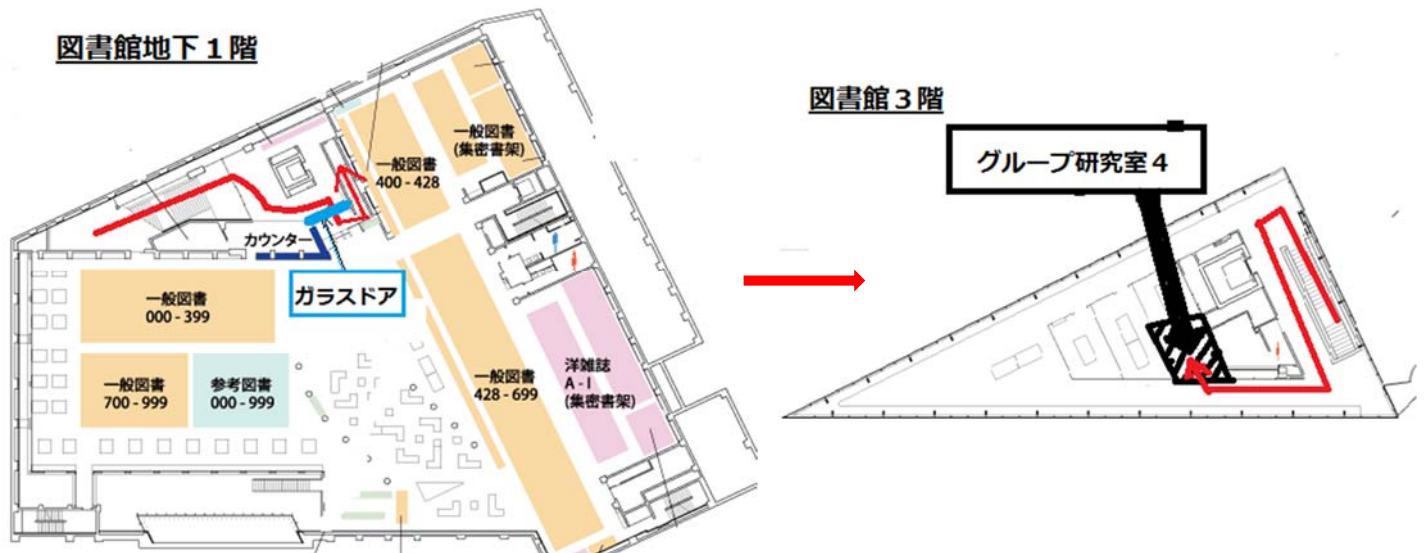 図書館地下１階
一般図書
(集密書架)
一般図書
400 - 428
カウンター
ガラスドア
一般図書
000 - 399
一般図書
700 - 999
参考図書
000 - 999
一般図書
428 - 699
洋雑誌
A - I
(集密書架)
図書館３階
グループ研究室４